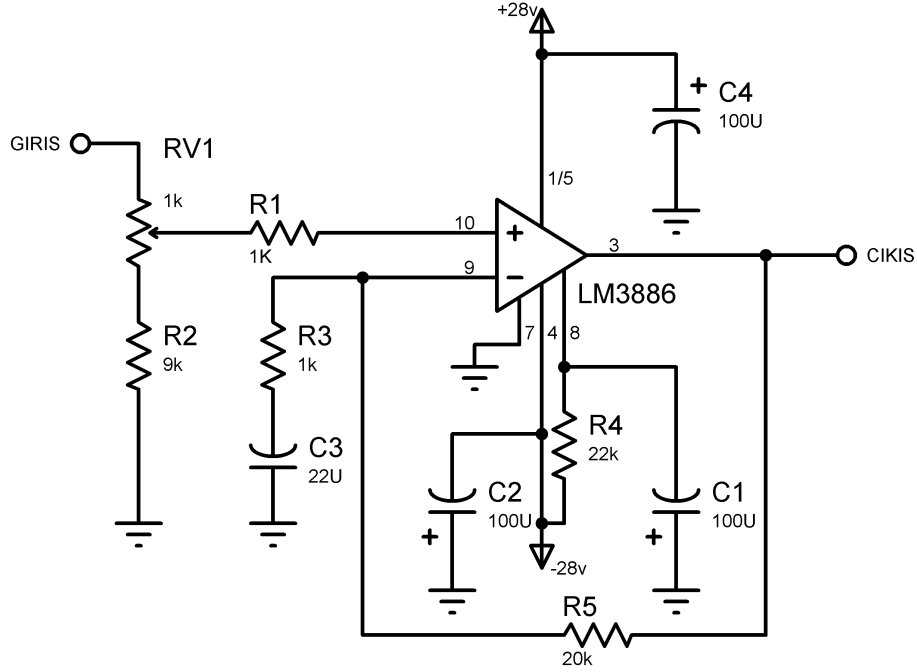 +28v
+
C4
100U
GIRIS
RV1
1k
1/5
R1
1K
10
+
3
CIKIS
9
−
LM3886
R2
9k
R3
1k
7
4
8
R4
22k
C3
22U
C2
100U
+
C1
100U
+
-28v
R5
20k